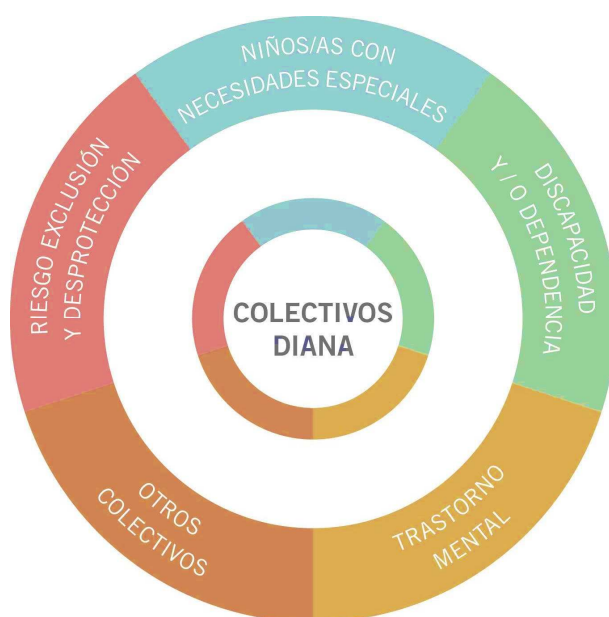 NIÑOS/AS CON
NECESIDADES ESPECIALES
DISCAPACIDAD
Y / O DEPENDENCIA
TRASTORNO
MENTAL
OTROS
COLECTIVOS
RIESGO EXCLUSIÓN
Y DESPROTECCIÓN
COLECTIVOS
DIANA